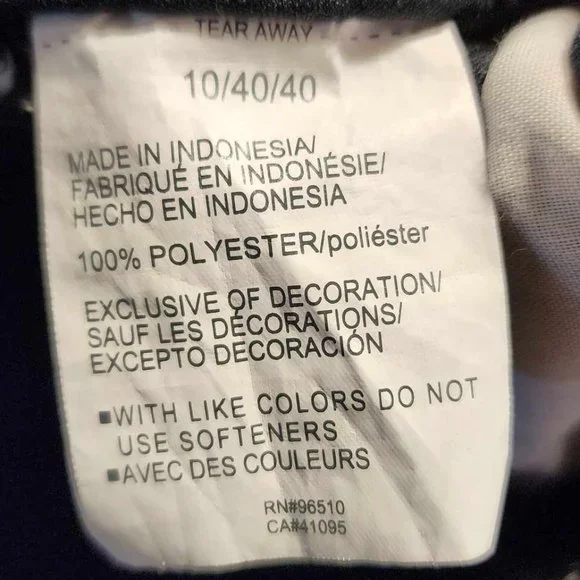 TEAR AWAY
10/40/40
MADE IN INDONESIA/
FABRIQUÉ EN INDONÉSIE/
HECHO EN INDONESIA
100% POLYESTER/poliéster
EXCLUSIVE OF DECORATION/
SAUF LES DÉCORATIONS/
EXCEPTO DECORACIÓN
▪WITH LIKE COLORS DO NOT
USE SOFTENERS
▪AVEC DES COULEURS
RN#96510
CA#41095